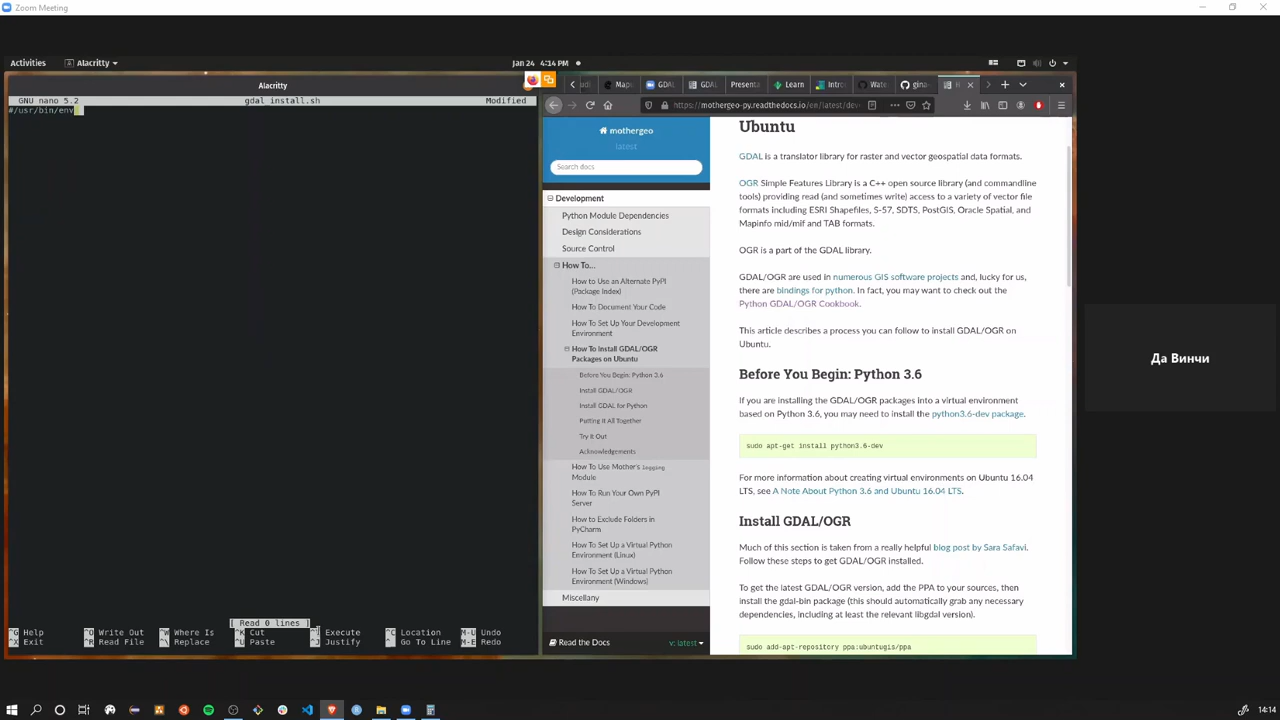 Zoom Meeting
Activities
Alacritty
Jan 24 4:14 PM
Alacritty
GNU nano 5.2 gdal_install.sh Modified
#/usr/bin/env
[ Read 0 lines ]
^G Help ^O Write Out ^W Where Is ^K Cut ^T Execute ^C Location M-U Undo
^X Exit ^R Read File ^\ Replace ^U Paste ^J Justify ^_ Go To Line M-E Redo
Map GDAL GDAL Presenta Learn Intro Wate gina
https://mothergeo-py.readthedocs.io/en/latest/dev
mothergeo
latest
Search docs
Development
Python Module Dependencies
Design Considerations
Source Control
How To...
How to Use an Alternate PyPI
(Package Index)
How To Document Your Code
How To Set Up Your Development
Environment
How To Install GDAL/OGR
Packages on Ubuntu
Before You Begin: Python 3.6
Install GDAL/OGR
Install GDAL for Python
Putting It All Together
Try It Out
Acknowledgements
How To Use Mother's logging
Module
How To Run Your Own PyPI
Server
How to Exclude Folders in
PyCharm
How To Set Up a Virtual Python
Environment (Linux)
How To Set Up a Virtual Python
Environment (Windows)
Miscellany
Read the Docs
v: latest
Ubuntu
GDAL is a translator library for raster and vector geospatial data formats.
OGR Simple Features Library is a C++ open source library (and commandline
tools) providing read (and sometimes write) access to a variety of vector file
formats including ESRI Shapefiles, S-57, SDTS, PostGIS, Oracle Spatial, and
Mapinfo mid/mif and TAB formats.
OGR is a part of the GDAL library.
GDAL/OGR are used in numerous GIS software projects and, lucky for us,
there are bindings for python. In fact, you may want to check out the
Python GDAL/OGR Cookbook.
This article describes a process you can follow to install GDAL/OGR on
Ubuntu.
Before You Begin: Python 3.6
If you are installing the GDAL/OGR packages into a virtual environment
based on Python 3.6, you may need to install the python3.6-dev package.
sudo apt-get install python3.6-dev
For more information about creating virtual environments on Ubuntu 16.04
LTS, see A Note About Python 3.6 and Ubuntu 16.04 LTS.
Install GDAL/OGR
Much of this section is taken from a really helpful blog post by Sara Safavi.
Follow these steps to get GDAL/OGR installed.
To get the latest GDAL/OGR version, add the PPA to your sources, then
install the gdal-bin package (this should automatically grab any necessary
dependencies, including at least the relevant libgdal version).
sudo add-apt-repository ppa:ubuntugis/ppa
Да Винчи
14:14